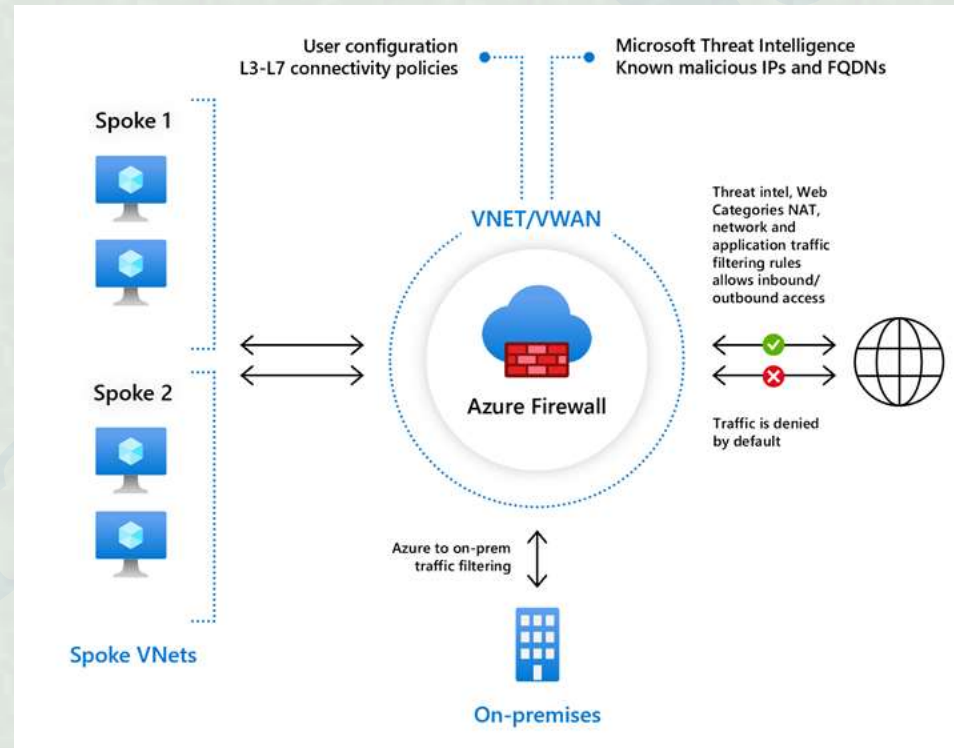 User configuration
L3-L7 connectivity policies
Microsoft Threat Intelligence
Known malicious IPs and FQDNs
Spoke 1
VNET/VWAN
Threat intel, Web
Categories NAT,
network and
application traffic
filtering rules
allows inbound/
outbound access
Spoke 2
Azure Firewall
Traffic is denied
by default
Azure to on-prem
traffic filtering
Spoke VNets
On-premises